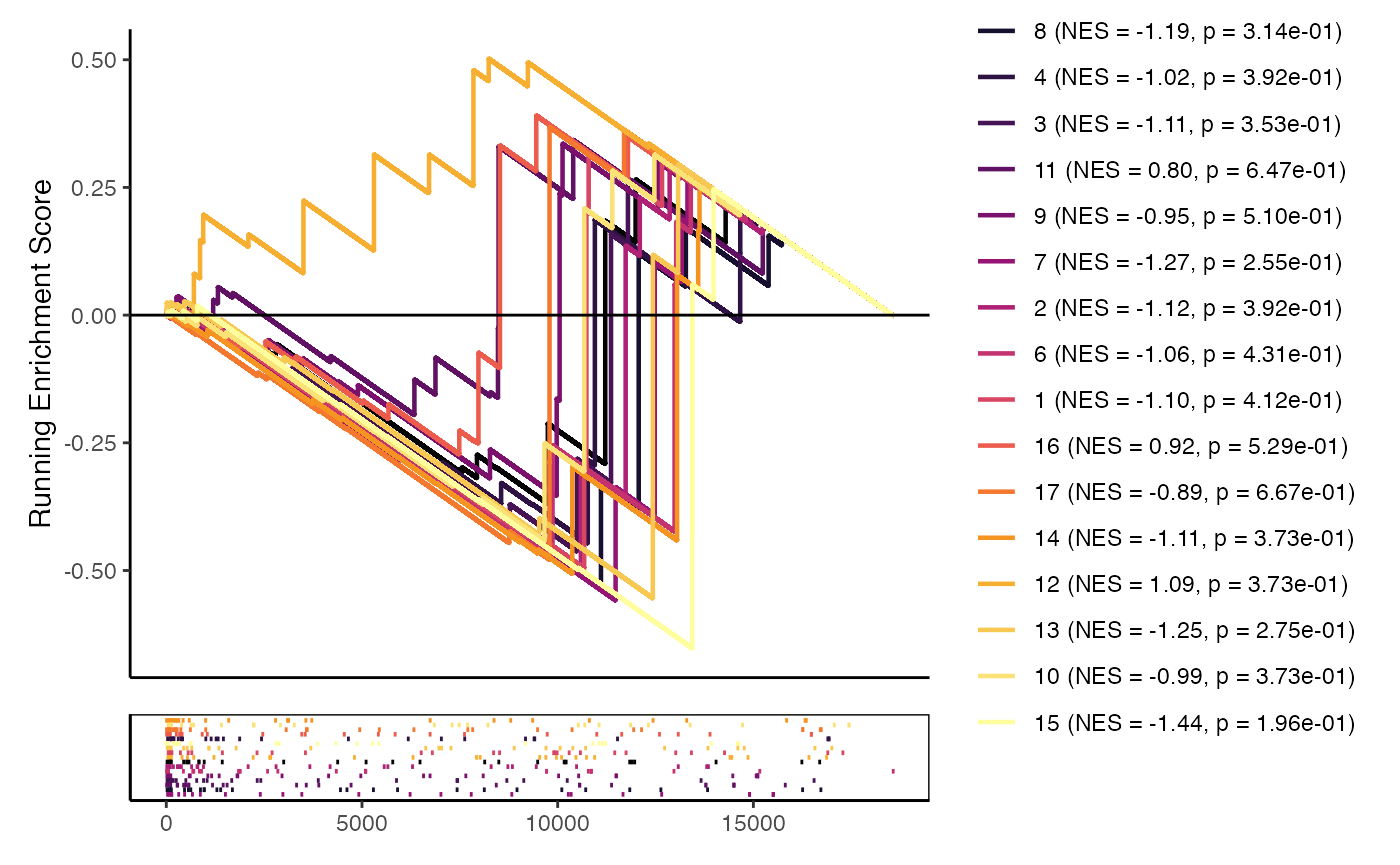 Running Enrichment Score
0.50
0.25
0.00
-0.25
-0.50
0
5000
10000
15000
8 (NES = -1.19, p = 3.14e-01)
4 (NES = -1.02, p = 3.92e-01)
3 (NES = -1.11, p = 3.53e-01)
11 (NES = 0.80, p = 6.47e-01)
9 (NES = -0.95, p = 5.10e-01)
7 (NES = -1.27, p = 2.55e-01)
2 (NES = -1.12, p = 3.92e-01)
6 (NES = -1.06, p = 4.31e-01)
1 (NES = -1.10, p = 4.12e-01)
16 (NES = 0.92, p = 5.29e-01)
17 (NES = -0.89, p = 6.67e-01)
14 (NES = -1.11, p = 3.73e-01)
12 (NES = 1.09, p = 3.73e-01)
13 (NES = -1.25, p = 2.75e-01)
10 (NES = -0.99, p = 3.73e-01)
15 (NES = -1.44, p = 1.96e-01)